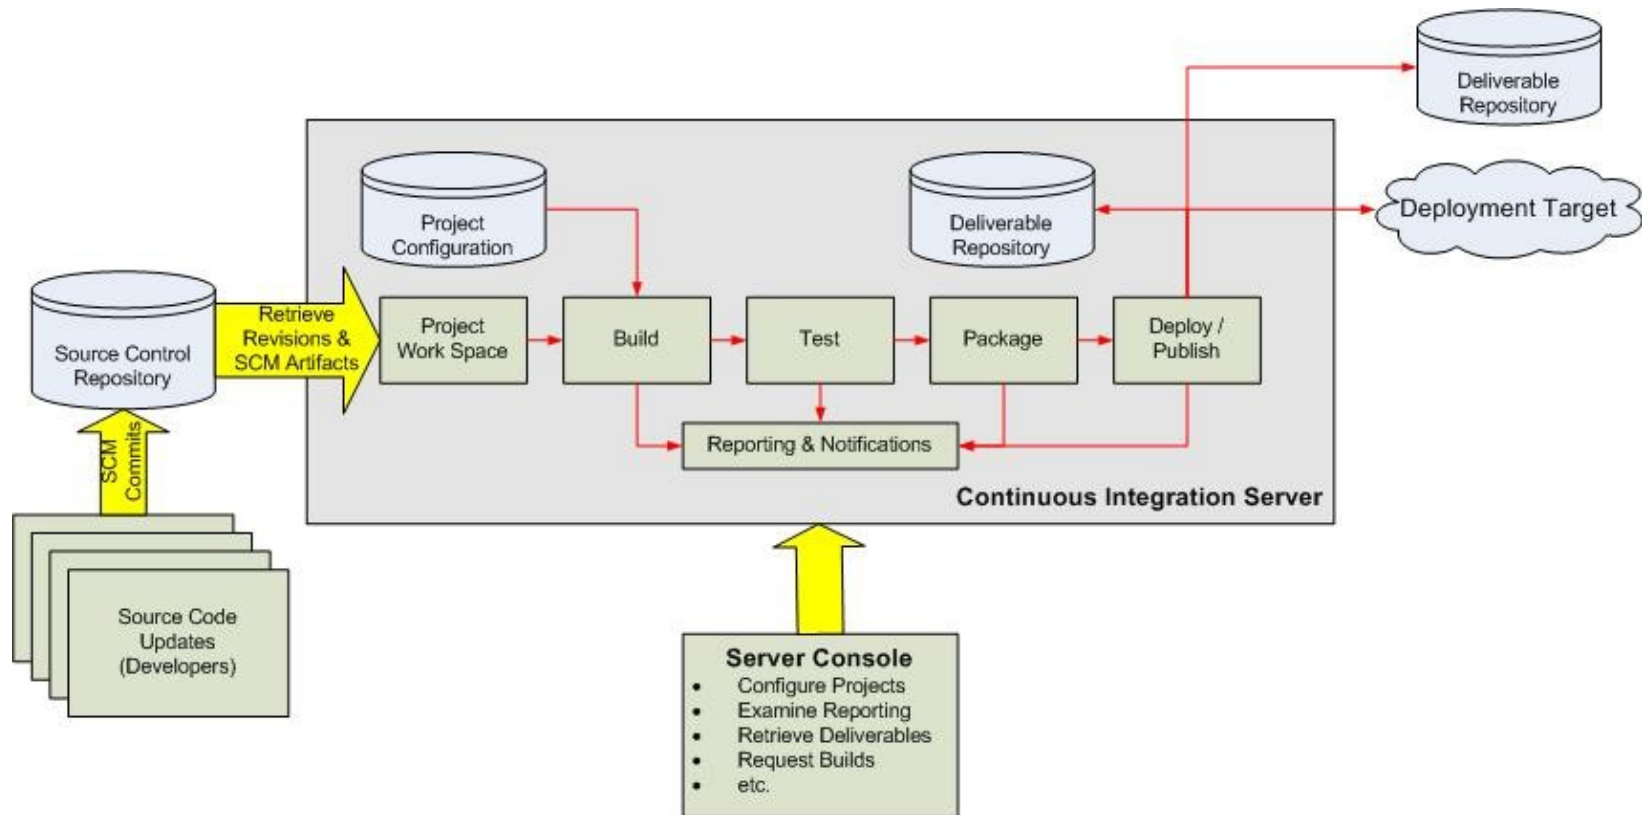 Deliverable
Repository
Deployment Target
Project
Configuration
Deliverable
Repository
Source Control
Repository
Retrieve
Revisions &
SCM Artifacts
Project
Work Space
Build
Test
Package
Deploy /
Publish
Reporting & Notifications
Continuous Integration Server
SCM
Commits
Source Code
Updates
(Developers)
Server Console
• Configure Projects
• Examine Reporting
• Retrieve Deliverables
• Request Builds
• etc.